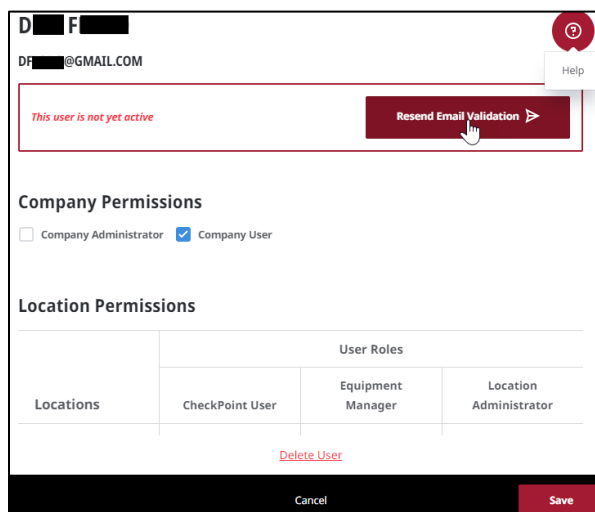 D F
DF @GMAIL.COM
Help
This user is not yet active
Resend Email Validation
Company Permissions
Company Administrator Company User
Location Permissions
User Roles
Locations CheckPoint User Equipment Manager Location Administrator
Delete User
Cancel Save